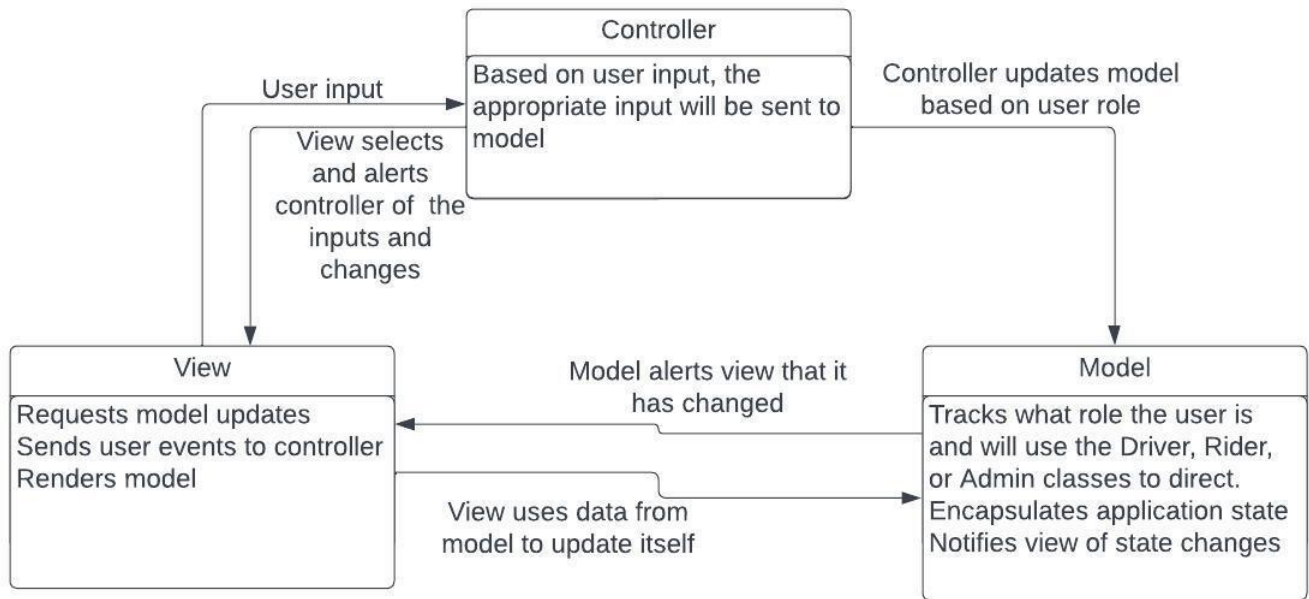 Controller
Based on user input, the
appropriate input will be sent to
model
User input
Controller updates model
based on user role
View selects
and alerts
controller of the
inputs and
changes
View
Requests model updates
Sends user events to controller
Renders model
Model alerts view that it
has changed
View uses data from
model to update itself
Model
Tracks what role the user is
and will use the Driver, Rider,
or Admin classes to direct.
Encapsulates application state
Notifies view of state changes